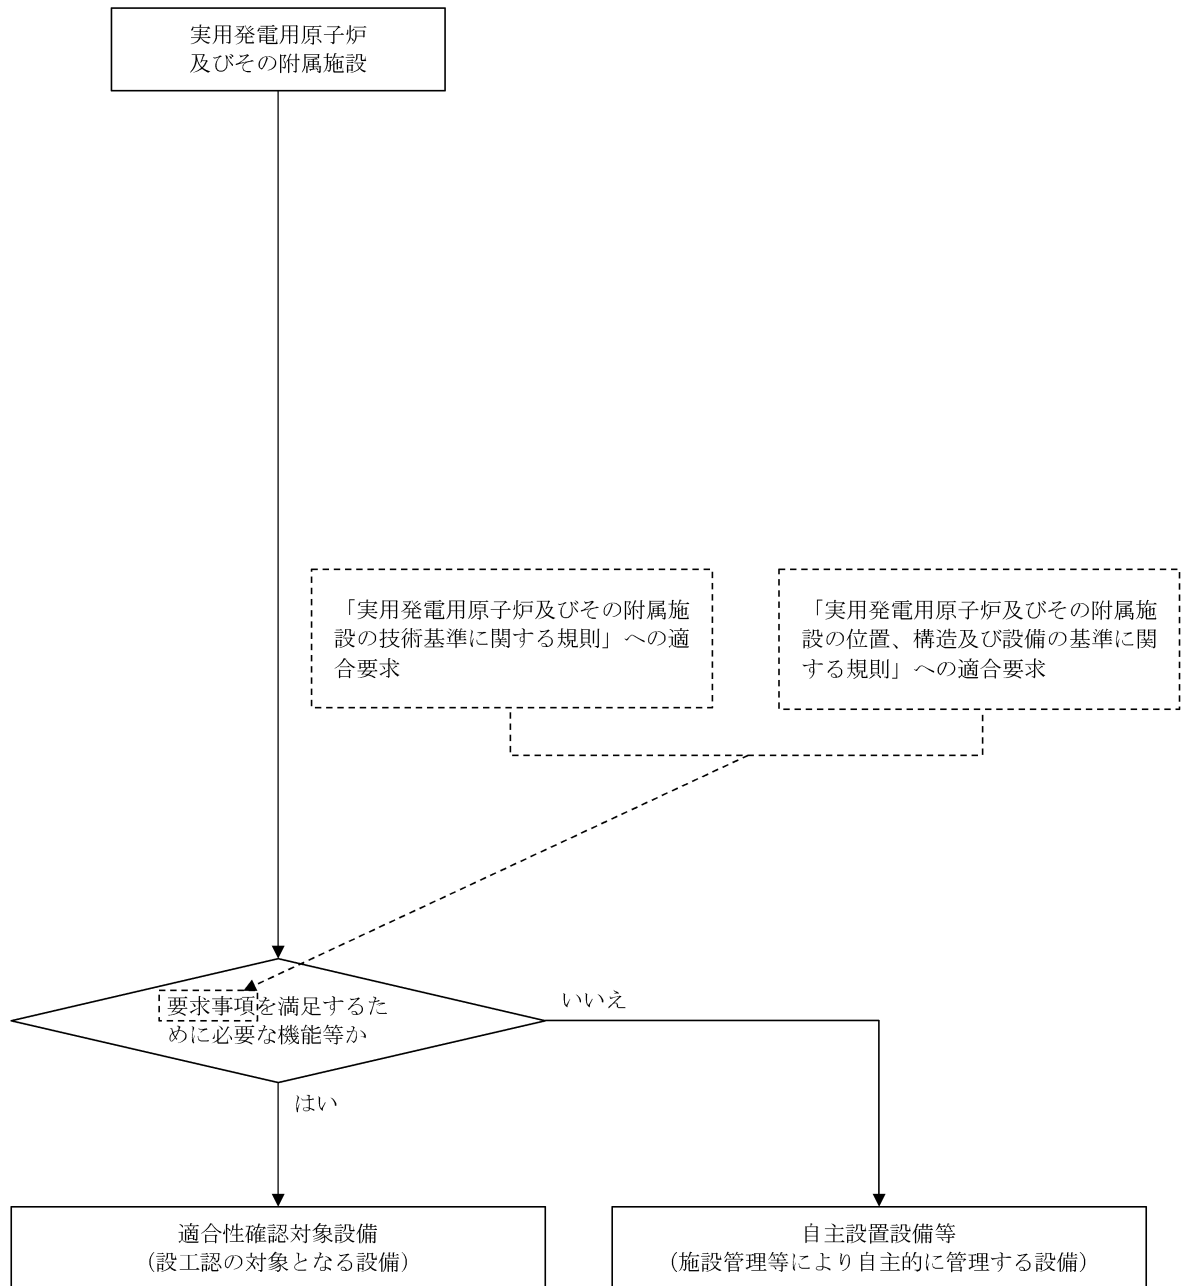 実用発電用原子炉
及びその附属施設
「実用発電用原子炉及びその附属施
設の技術基準に関する規則」への適
合要求
「実用発電用原子炉及びその附属施
設の位置、構造及び設備の基準に関
する規則」への適合要求
要求事項を満足するた
めに必要な機能等か
いいえ
はい
適合性確認対象設備
（設工認の対象となる設備）
自主設置設備等
（施設管理等により自主的に管理する設備）